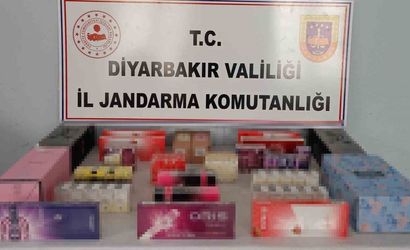 T.C.
DİYARBAKIR VALİLİĞİ
İL JANDARMA KOMUTANLIĞI